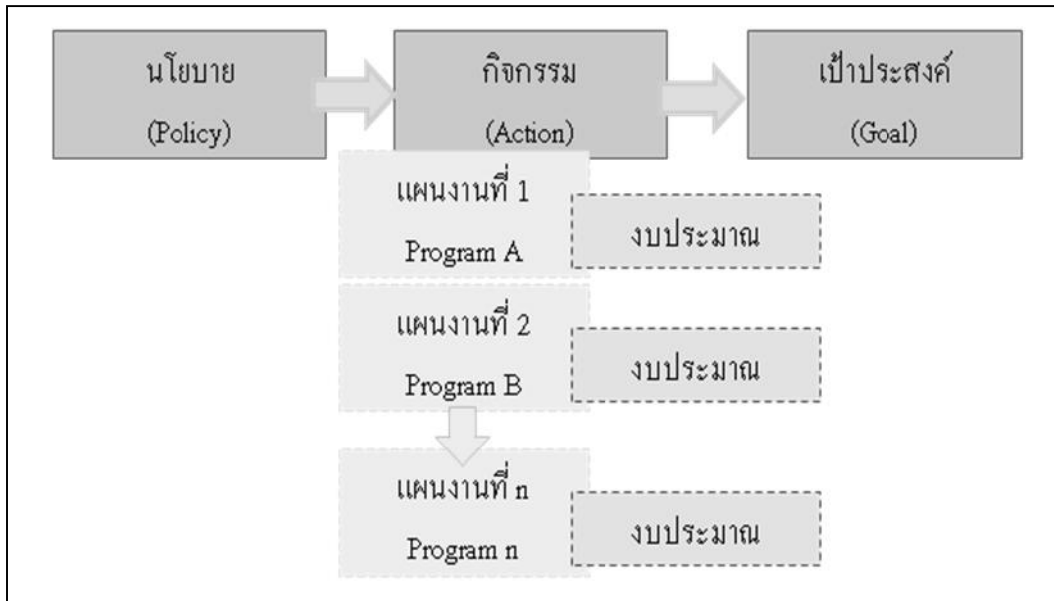 นโยบาย
(Policy)
กิจกรรม
(Action)
เป้าประสงค์
(Goal)
แผนงานที่ 1
Program A
งบประมาณ
แผนงานที่ 2
Program B
งบประมาณ
แผนงานที่ n
Program n
งบประมาณ